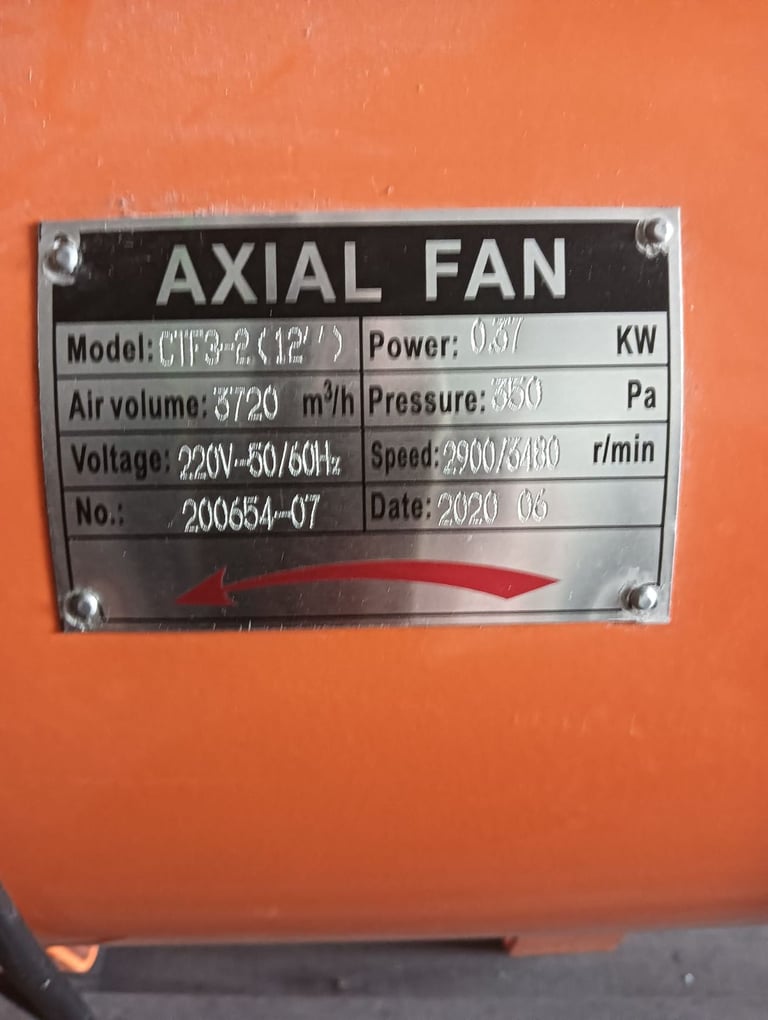 AXIAL FAN
Model: CTF3-2(12'') Power: 0.37 KW
Air volume: 3720 m³/h Pressure: 350 Pa
Voltage: 220V-50/60Hz Speed: 2900/3480 r/min
No.: 200654-07 Date: 2020 06